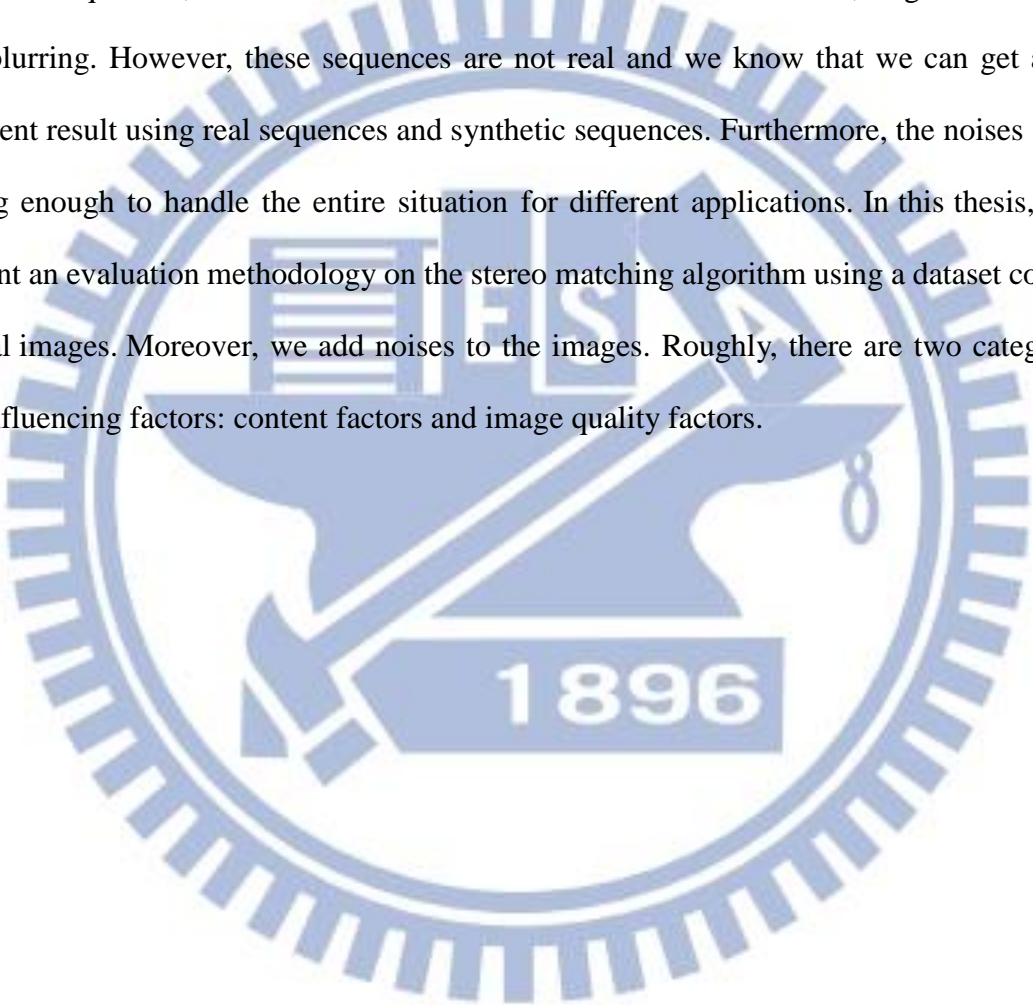 blurring. However, these sequences are not real and we know that we can get a
ent result using real sequences and synthetic sequences. Furthermore, the noises
g enough to handle the entire situation for different applications. In this thesis,
nt an evaluation methodology on the stereo matching algorithm using a dataset co
l images. Moreover, we add noises to the images. Roughly, there are two categ
fluencing factors: content factors and image quality factors.
E S A
1896